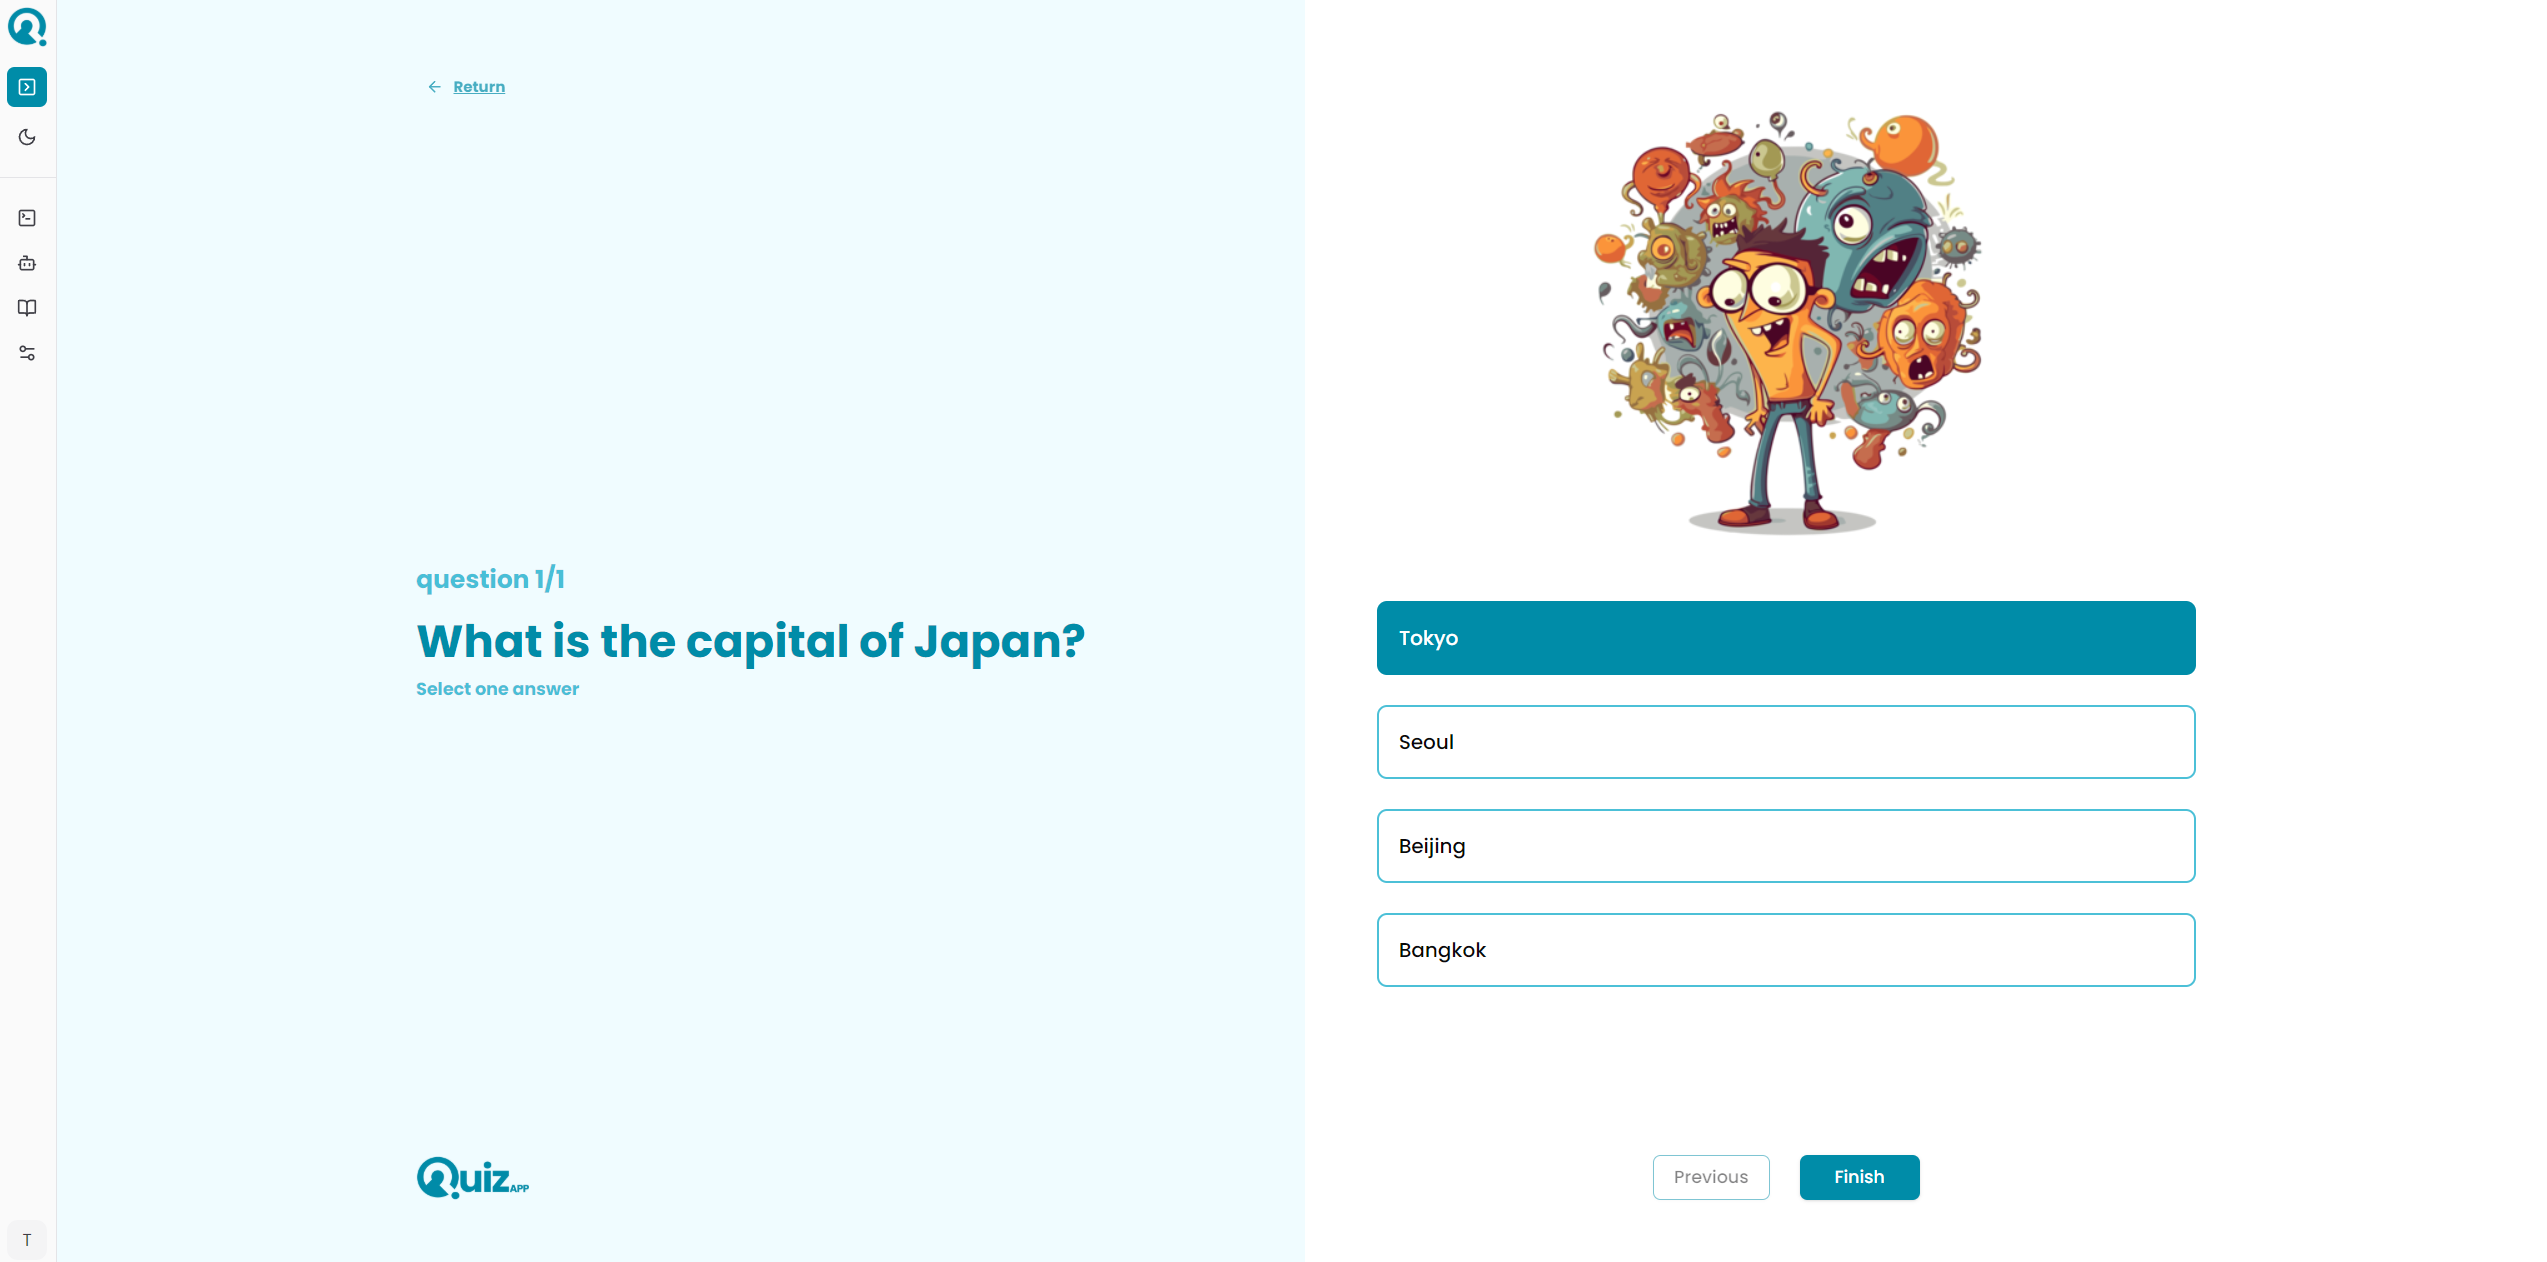 Return
question 1/1
What is the capital of Japan?
Select one answer
Quiz APP
Tokyo
Seoul
Beijing
Bangkok
Previous
Finish
T